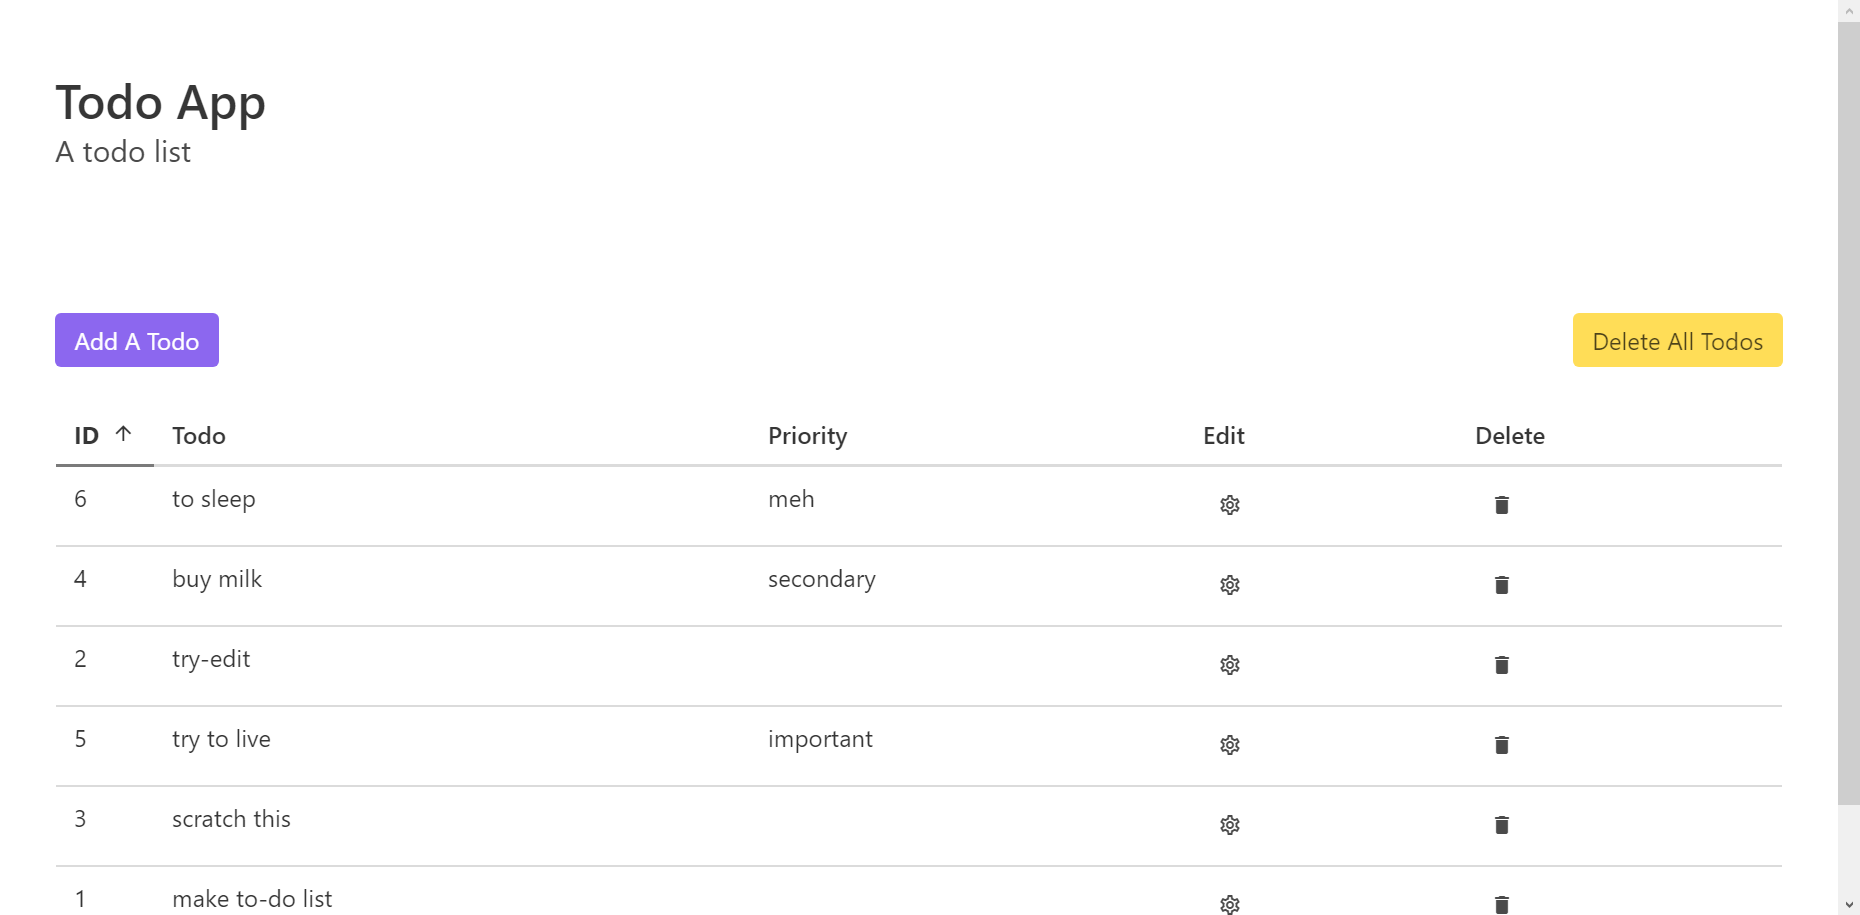 Todo App
A todo list
Add A Todo
Delete All Todos
ID Todo Priority Edit Delete
6 to sleep meh
4 buy milk secondary
2 try-edit
5 try to live important
3 scratch this
1 make to-do list